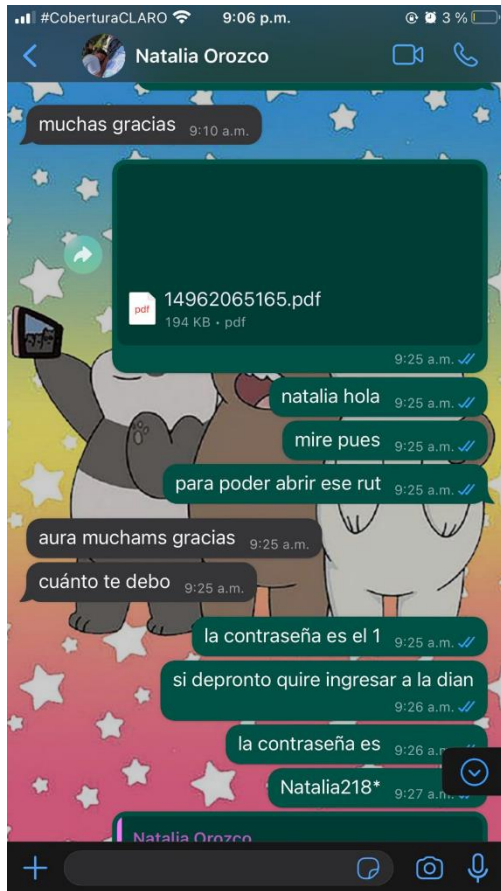 #CoberturaCLARO 9:06 p.m. 3 %
Natalia Orozco
muchas gracias 9:10 a.m.
pdf 14962065165.pdf
194 KB • pdf
9:25 a.m.
natalia hola 9:25 a.m.
mire pues 9:25 a.m.
para poder abrir ese rut 9:25 a.m.
aura muchams gracias 9:25 a.m.
cuánto te debo 9:25 a.m.
la contraseña es el 1 9:25 a.m.
si depronto quire ingresar a la dian
9:26 a.m.
la contraseña es 9:26 a.m.
Natalia218* 9:27 a.m.
Natalia Orozco